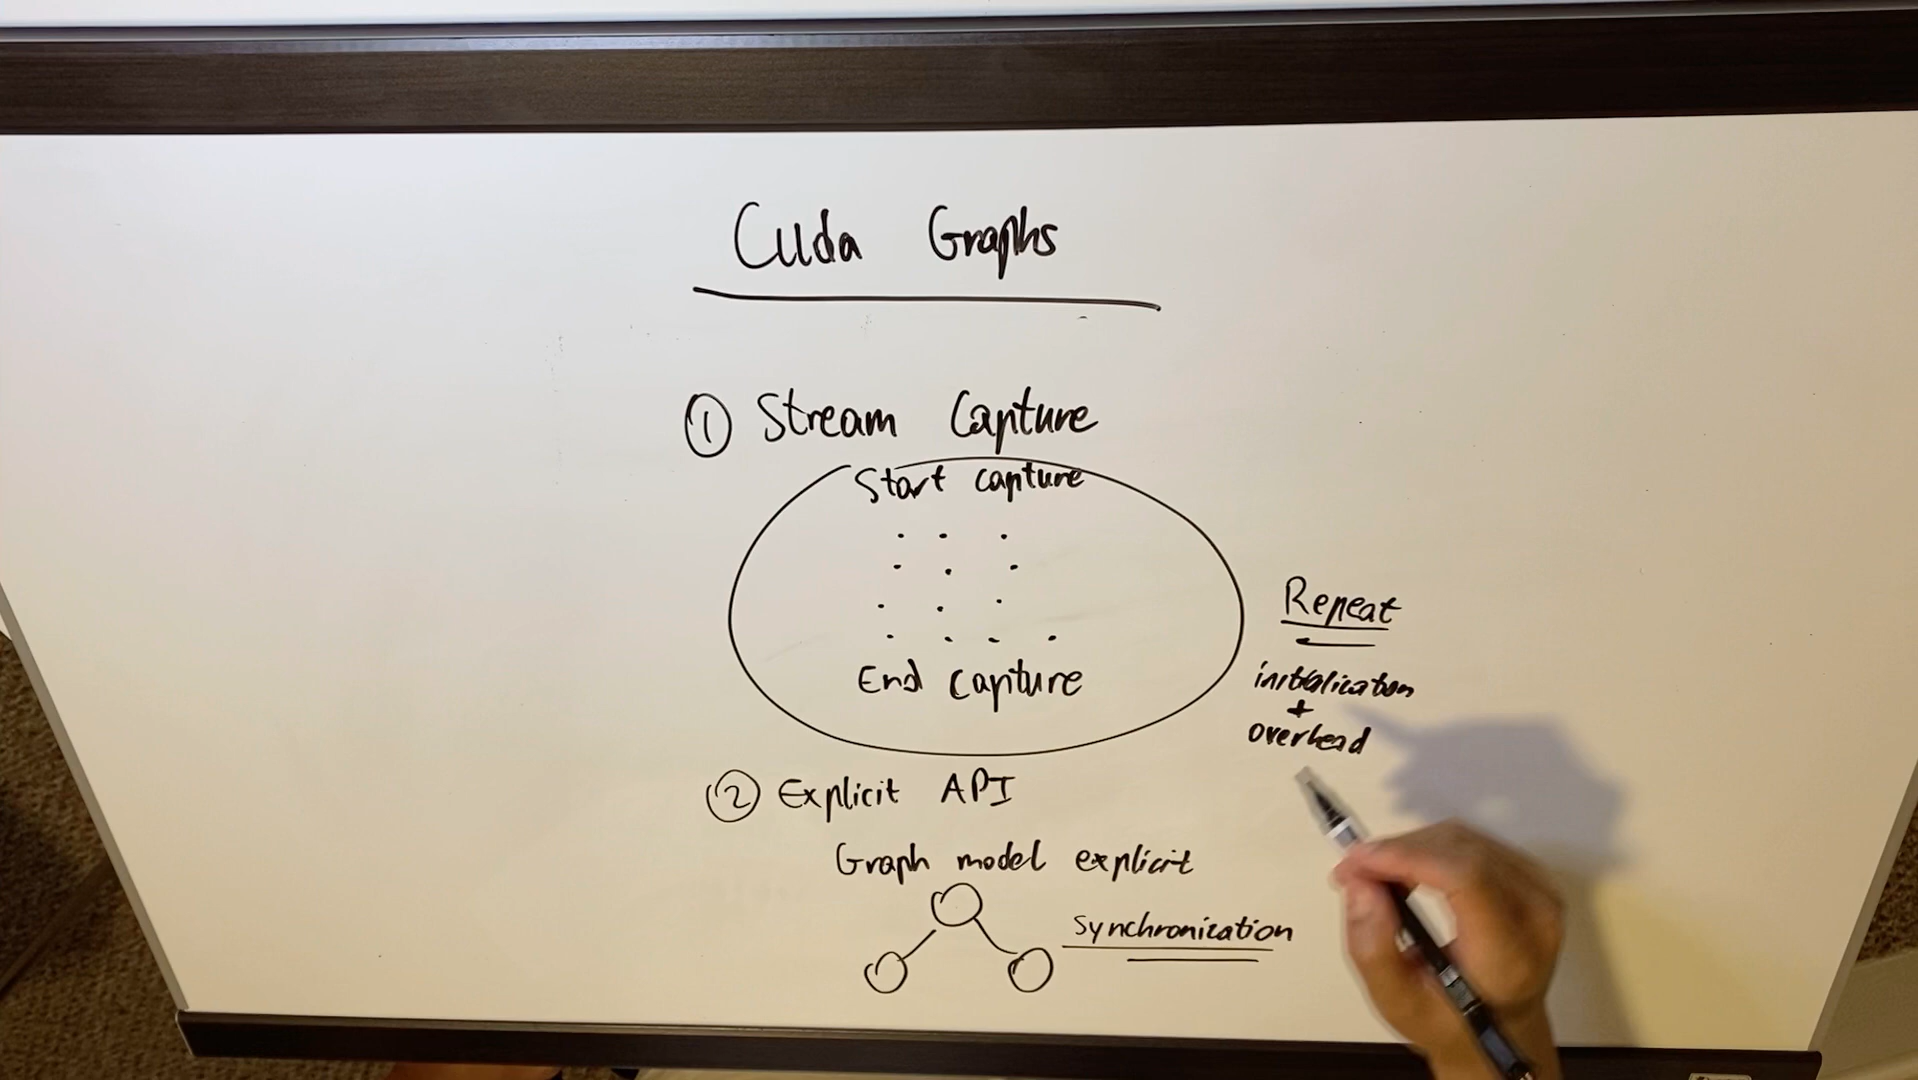 Cuda Graphs
① Stream Capture
Start capture
End capture
Repeat
initialization
+
overhead
② Explicit API
Graph model explicit
Synchronization